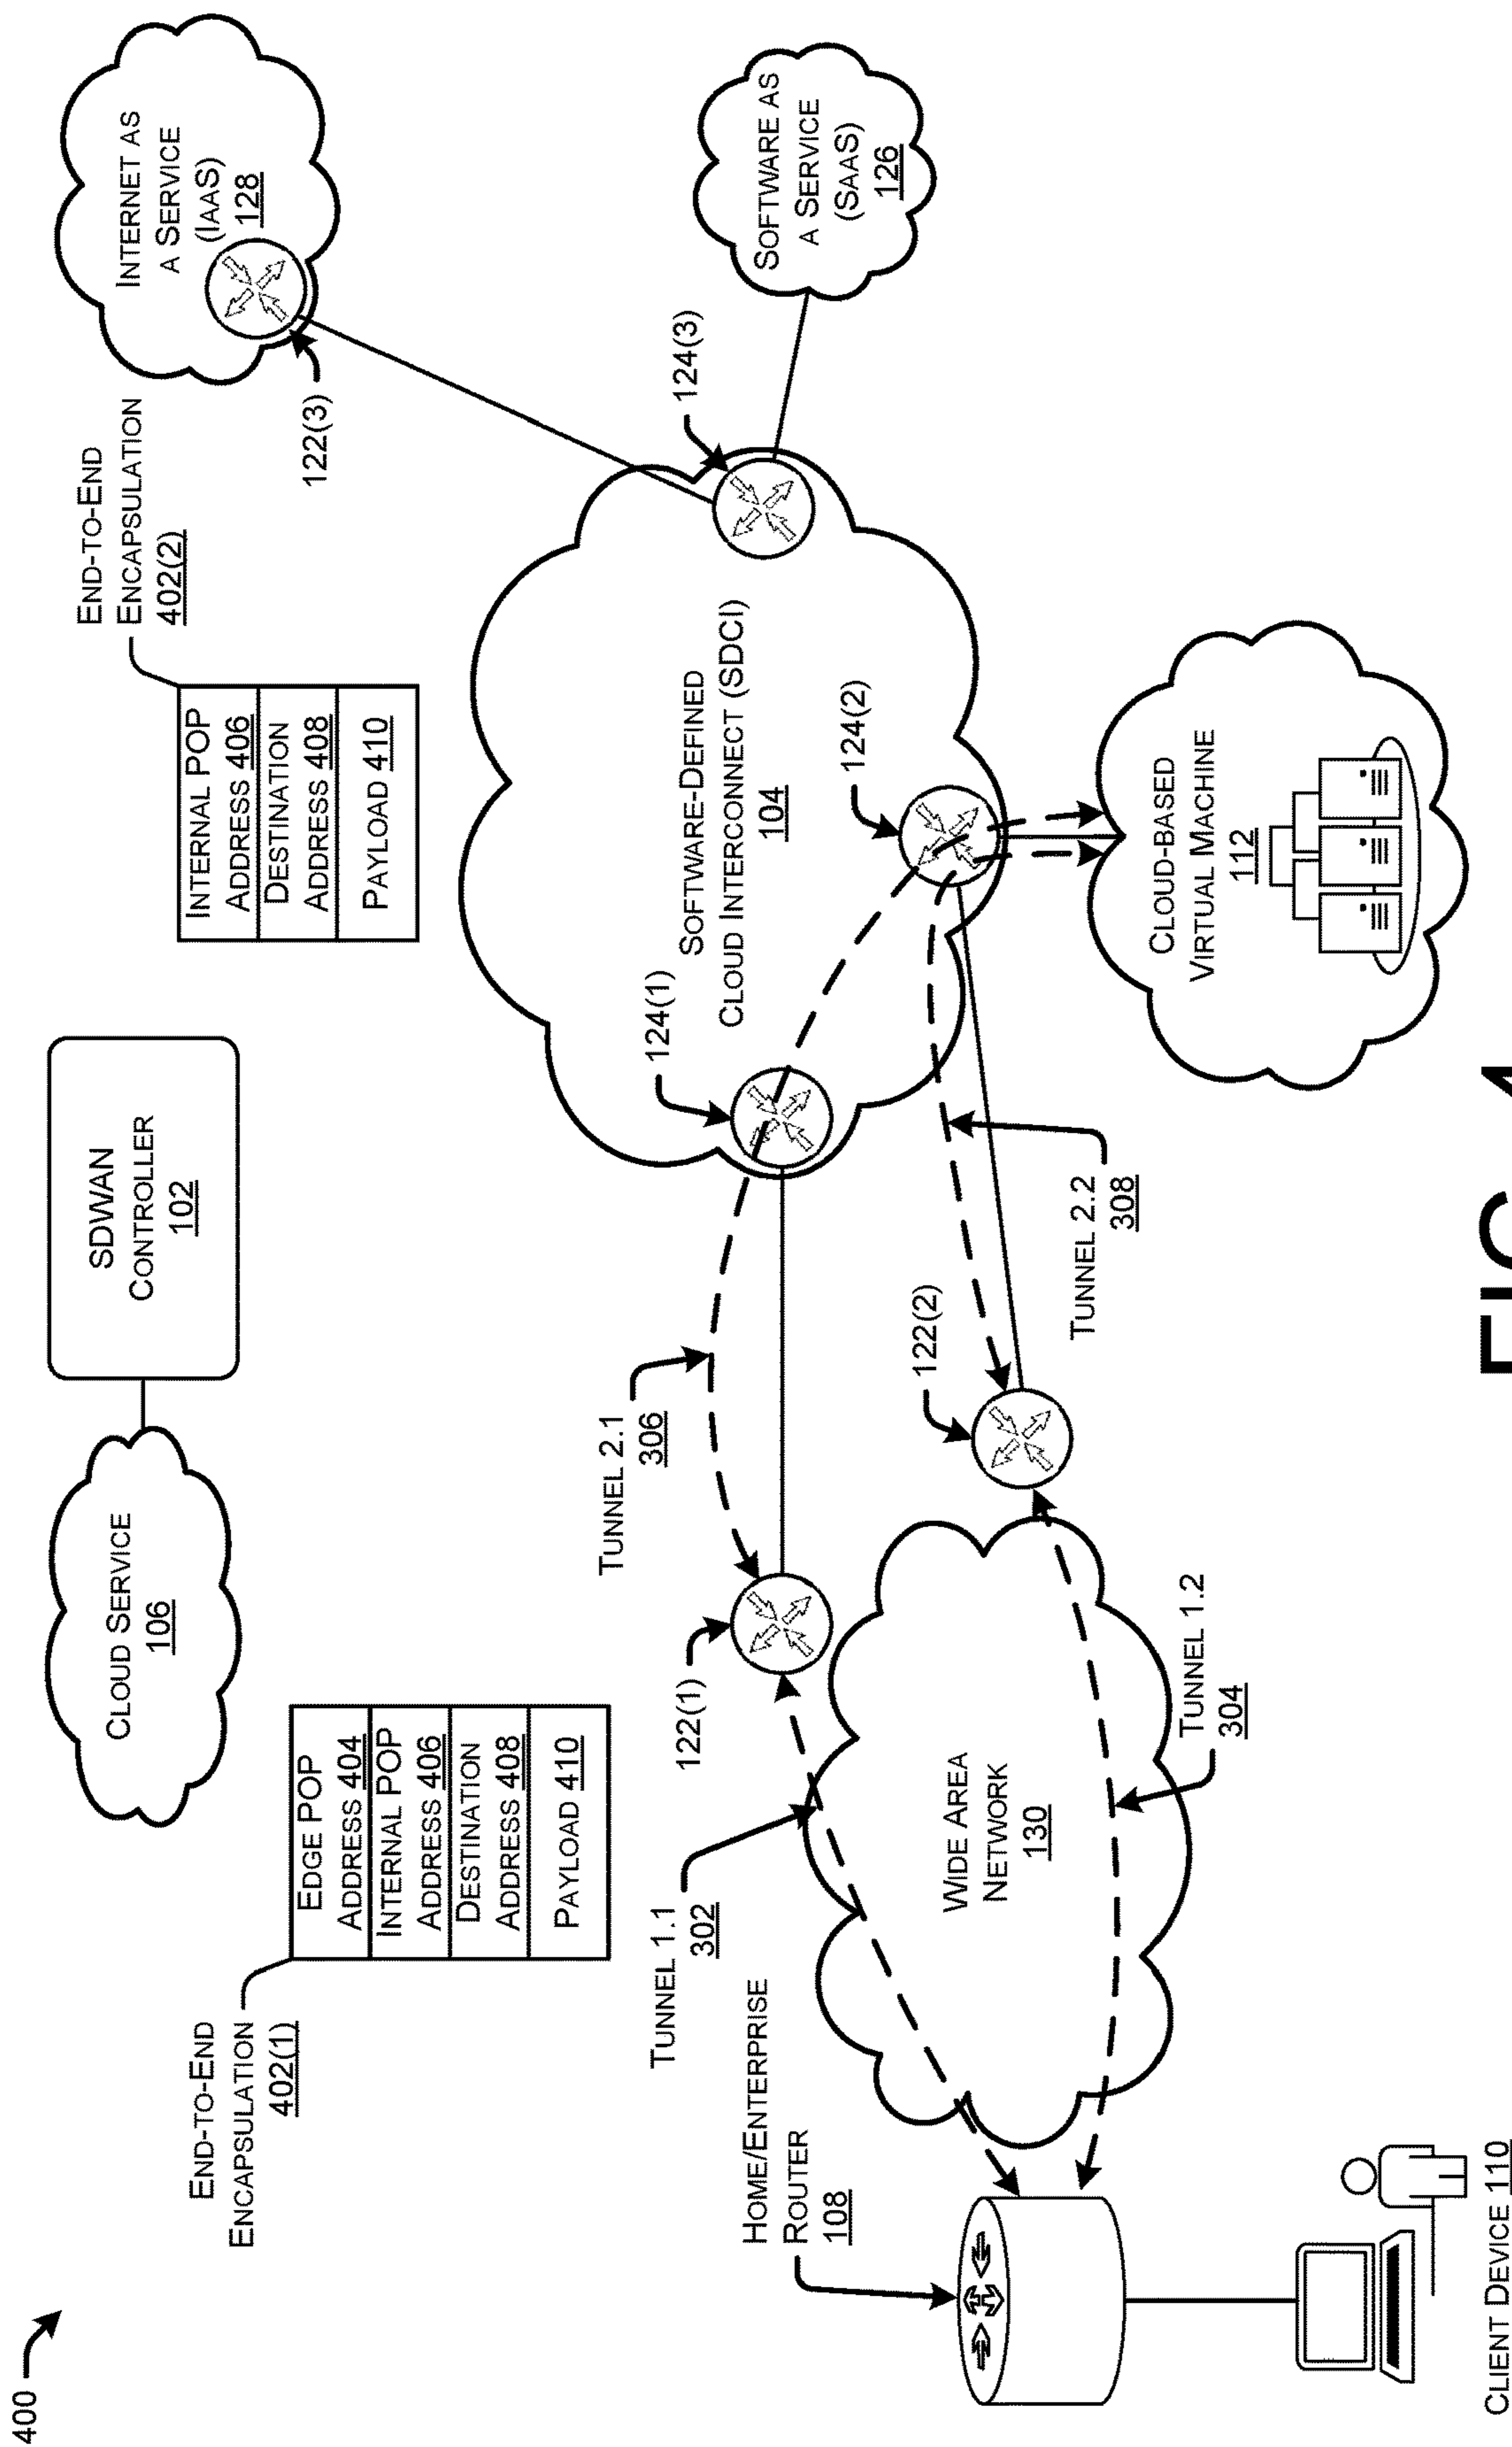 400
CLOUD SERVICE
106
SDWAN
CONTROLLER
102
END-TO-END
ENCAPSULATION
402(1)
EDGE POP
ADDRESS 404
INTERNAL POP
ADDRESS 406
DESTINATION
ADDRESS 408
PAYLOAD 410
END-TO-END
ENCAPSULATION
402(2)
INTERNAL POP
ADDRESS 406
DESTINATION
ADDRESS 408
PAYLOAD 410
INTERNET AS
A SERVICE
(IAAS)
128
122(3)
SOFTWARE AS
A SERVICE
(SAAS)
126
124(3)
SOFTWARE-DEFINED
CLOUD INTERCONNECT (SDCI)
104
124(1)
124(2)
TUNNEL 2.1
306
TUNNEL 1.1
302
122(1)
122(2)
HOME/ENTERPRISE
ROUTER
108
WIDE AREA
NETWORK
130
TUNNEL 1.2
304
TUNNEL 2.2
308
CLOUD-BASED
VIRTUAL MACHINE
112
CLIENT DEVICE 110